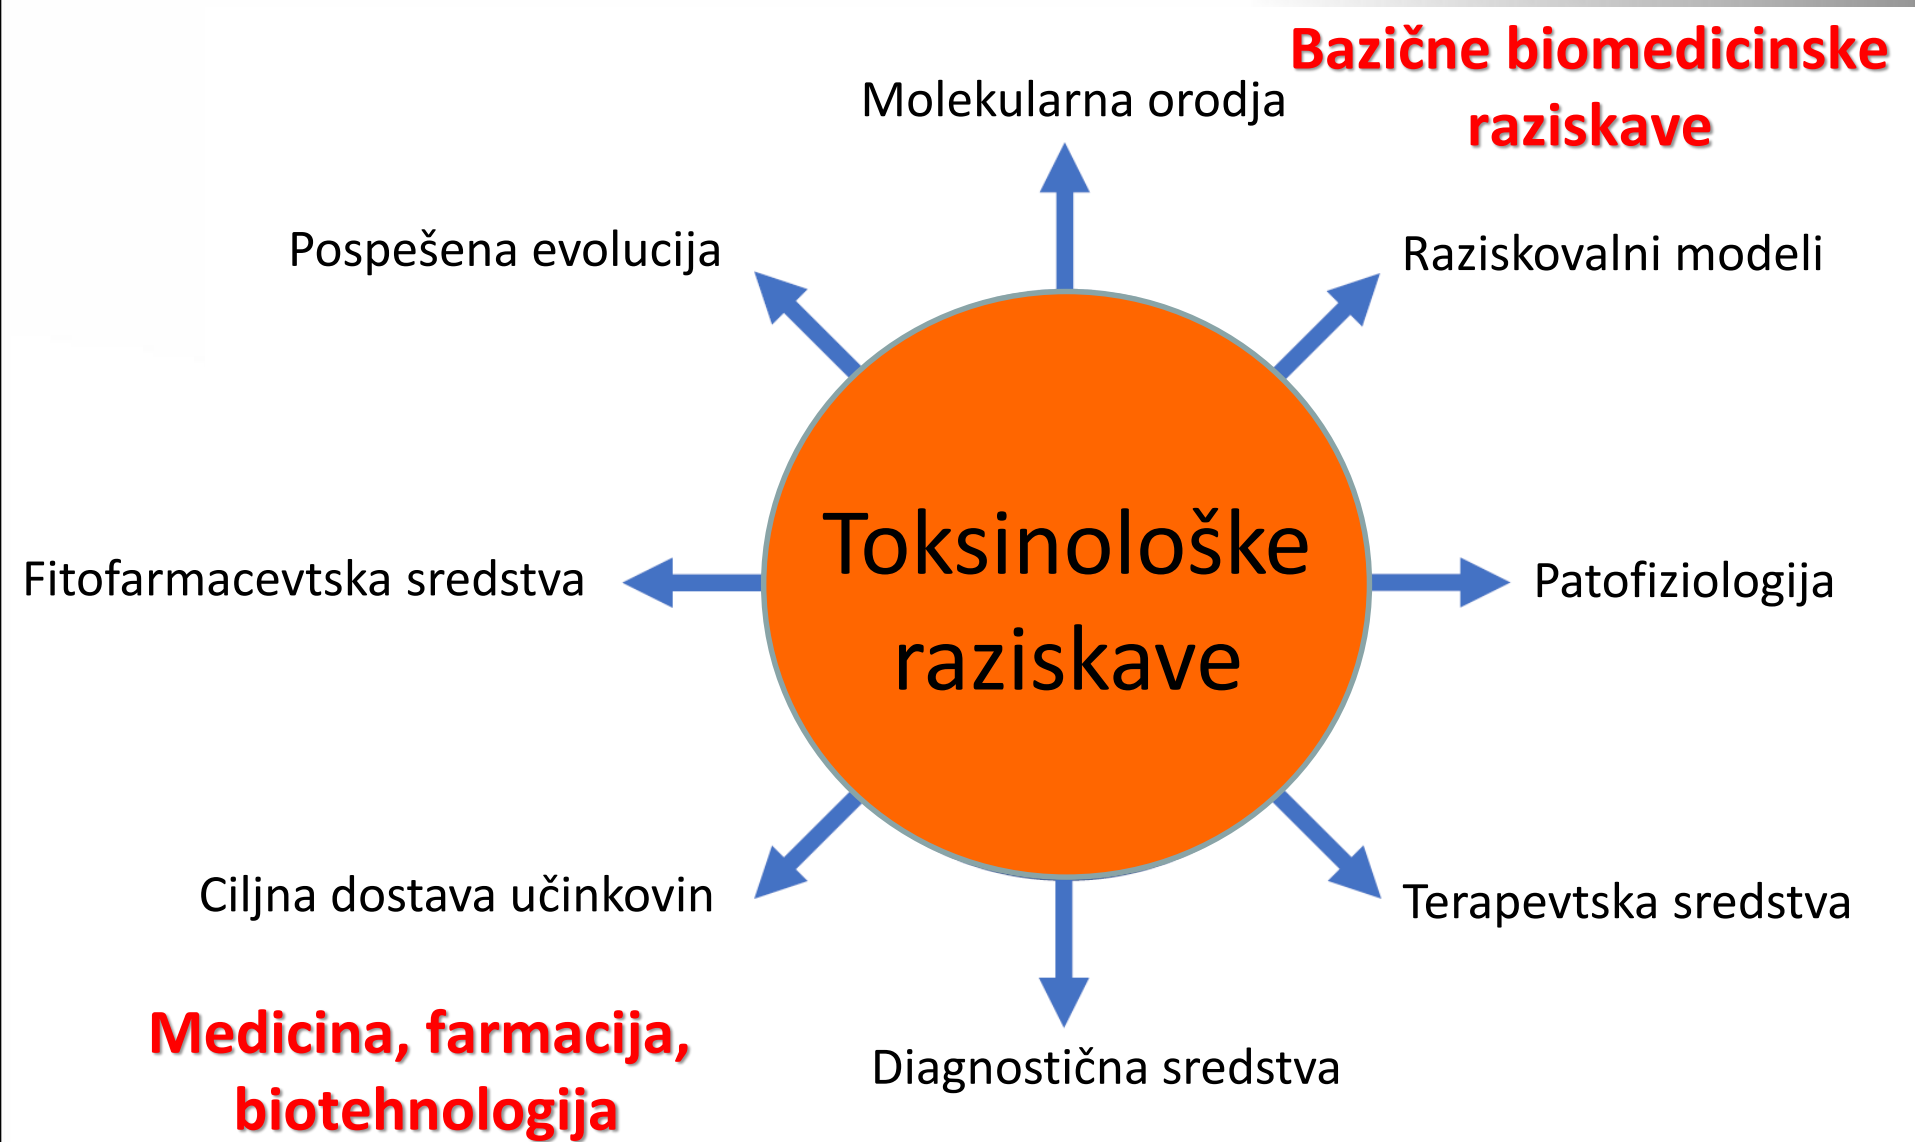 Bazične biomedicinske
raziskave
Molekularna orodja
Pospešena evolucija
Raziskovalni modeli
Toksinološke
raziskave
Fitofarmacevtska sredstva
Patofiziologija
Ciljna dostava učinkovin
Terapevtska sredstva
Medicina, farmacija,
biotehnologija
Diagnostična sredstva